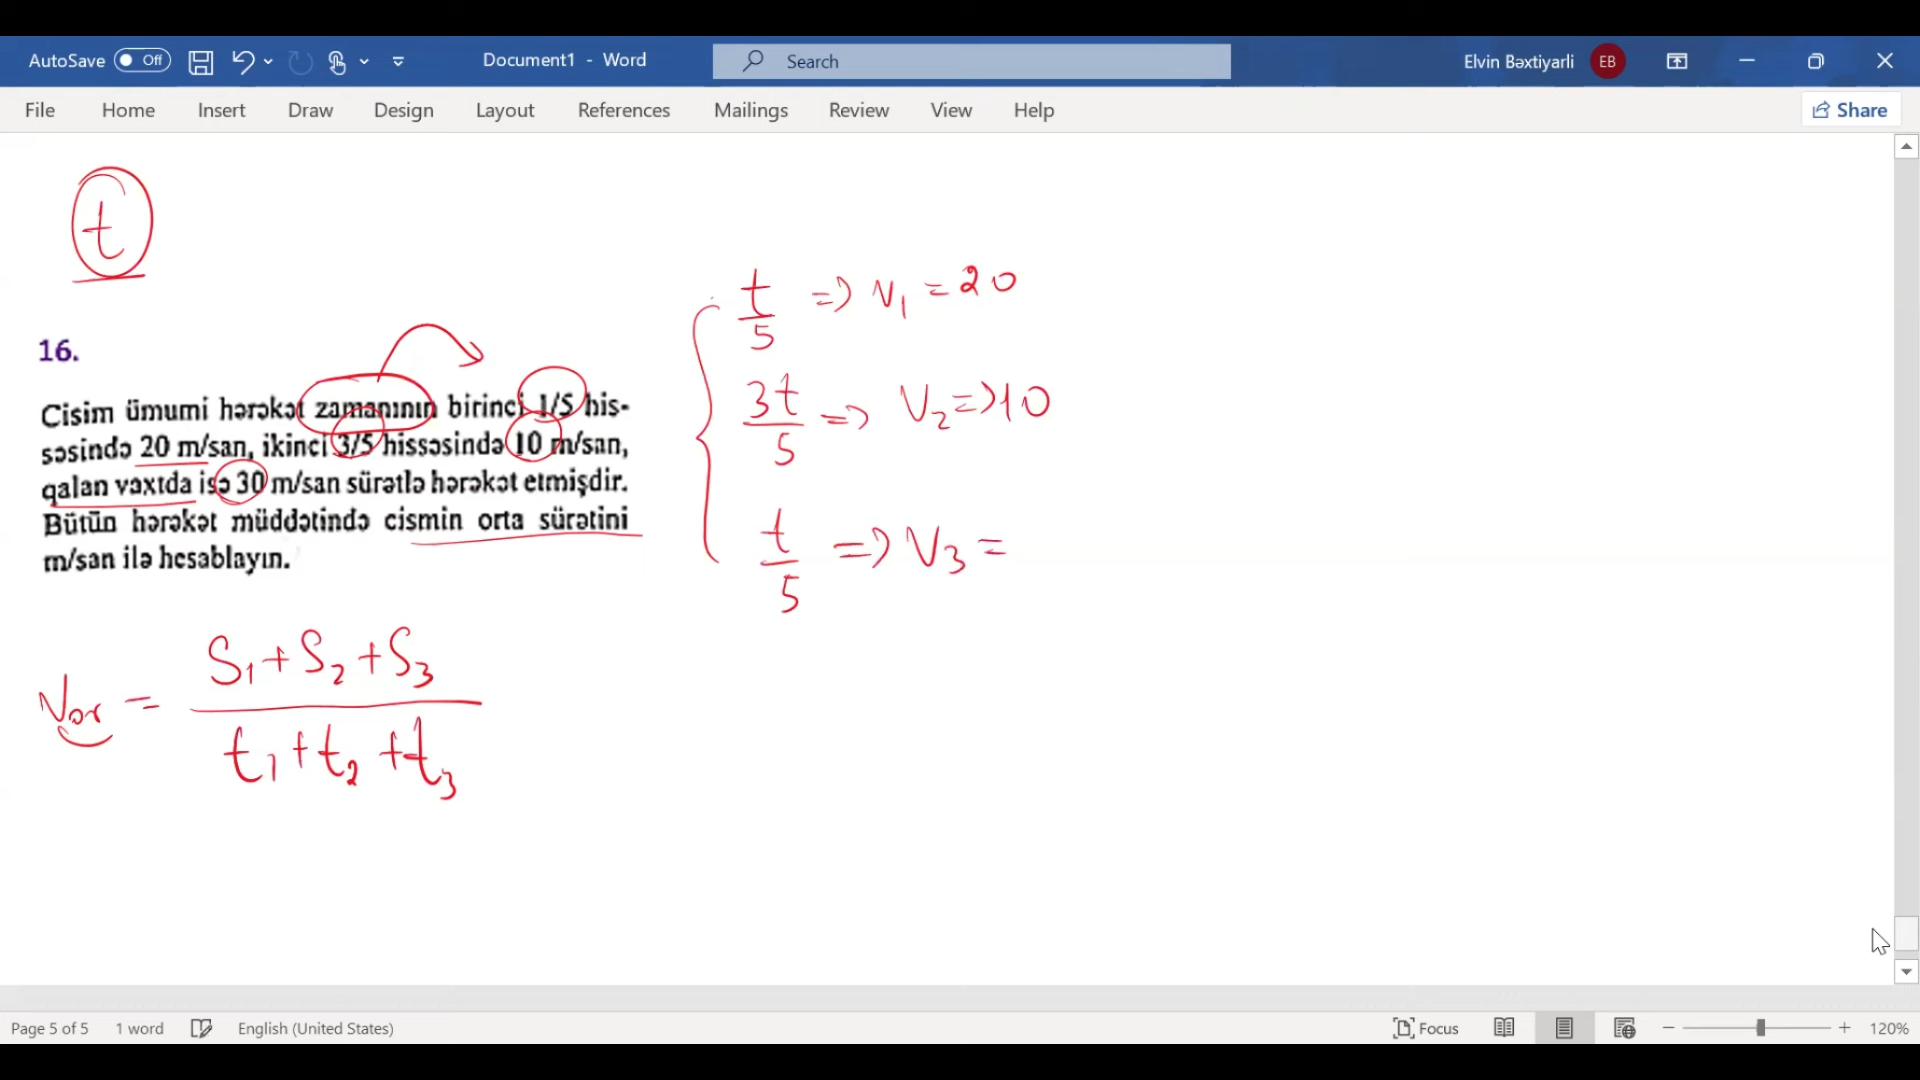 AutoSave Off Document1 - Word Search Elvin Bəxtiyarli EB
File Home Insert Draw Design Layout References Mailings Review View Help Share
t
16.
Cisim ümumi hərəkət zamanının birinci 1/5 his-
səsində 20 m/san, ikinci 3/5 hissəsində 10 m/san,
qalan vaxtda isə 30 m/san sürətlə hərəkət etmişdir.
Bütün hərəkət müddətində cismin orta sürətini
m/san ilə hesablayın.
t/5 => V₁ = 20
3t/5 => V₂ => 10
t/5 => V₃ =
Vor = S₁+S₂+S₃
t₁+t₂+t₃
Page 5 of 5 1 word English (United States) Focus 120%